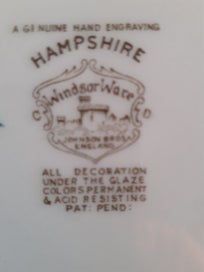 A GENUINE HAND ENGRAVING
HAMPSHIRE
Windsor Ware
JOHNSON BROS.
ENGLAND.
ALL DECORATION
UNDER THE GLAZE
COLORS PERMANENT
& ACID RESISTING
PAT: PEND: